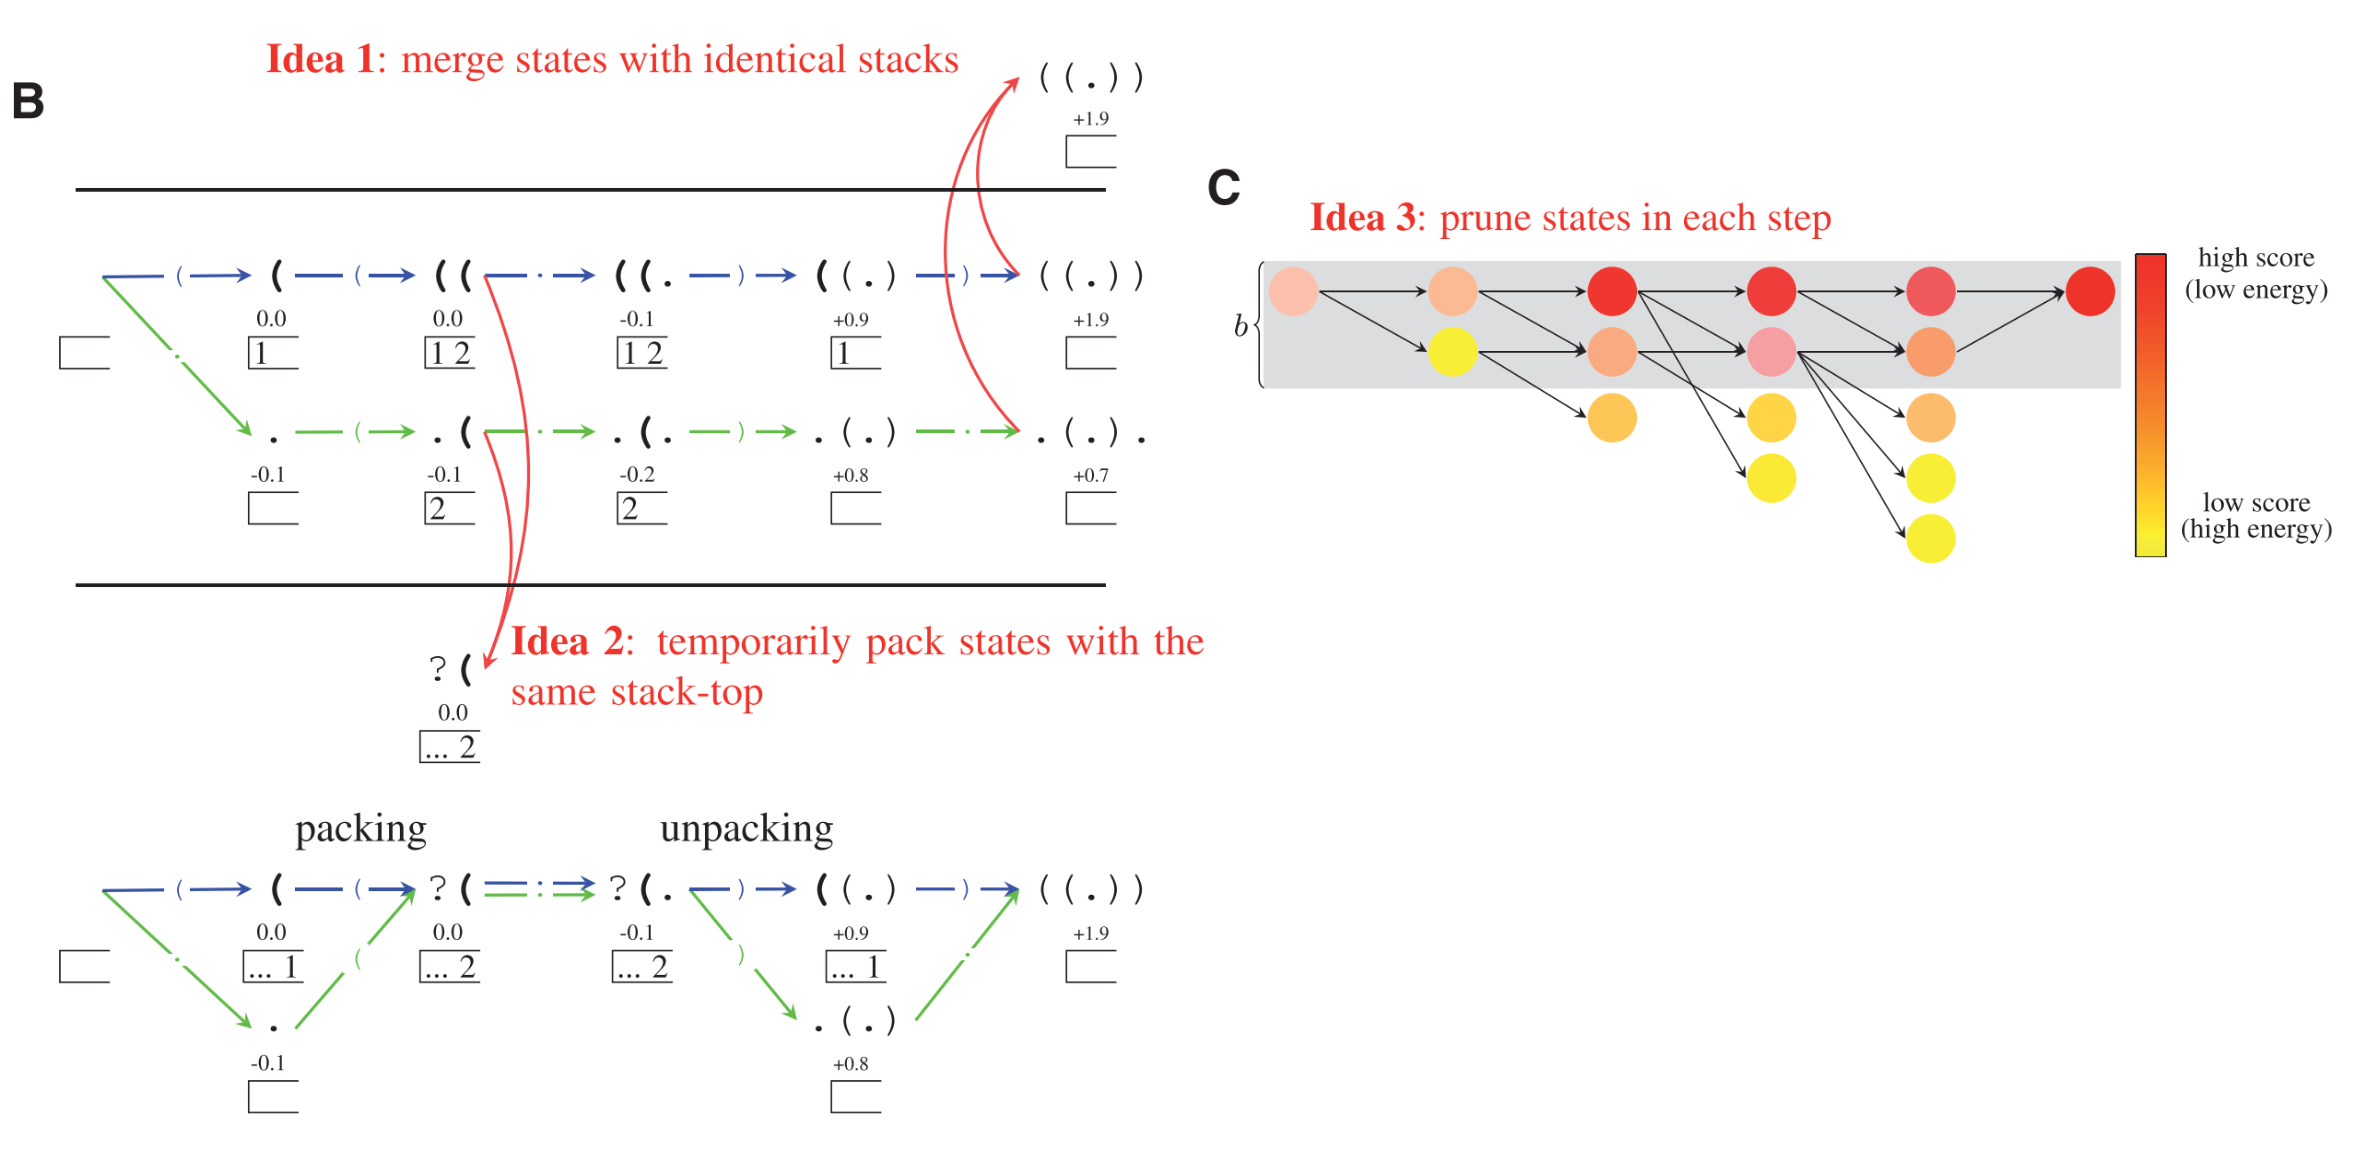 B
Idea 1: merge states with identical stacks
((.))
+1.9
( ( . ) )
( (( ((. ((.) ((.))
0.0 0.0 -0.1 +0.9 +1.9
1 1 2 1 2 1
. ( . ) .
. .( .(. .(.) .(.).
-0.1 -0.1 -0.2 +0.8 +0.7
2 2
Idea 2: temporarily pack states with the
same stack-top
?(
0.0
... 2
packing unpacking
( ( . ) )
( ?( ?(. ((.) ((.))
0.0 0.0 -0.1 +0.9 +1.9
... 1 ... 2 ... 2 ... 1
. ( . ) .
. .(.)
-0.1 +0.8
C
Idea 3: prune states in each step
b
high score
(low energy)
low score
(high energy)